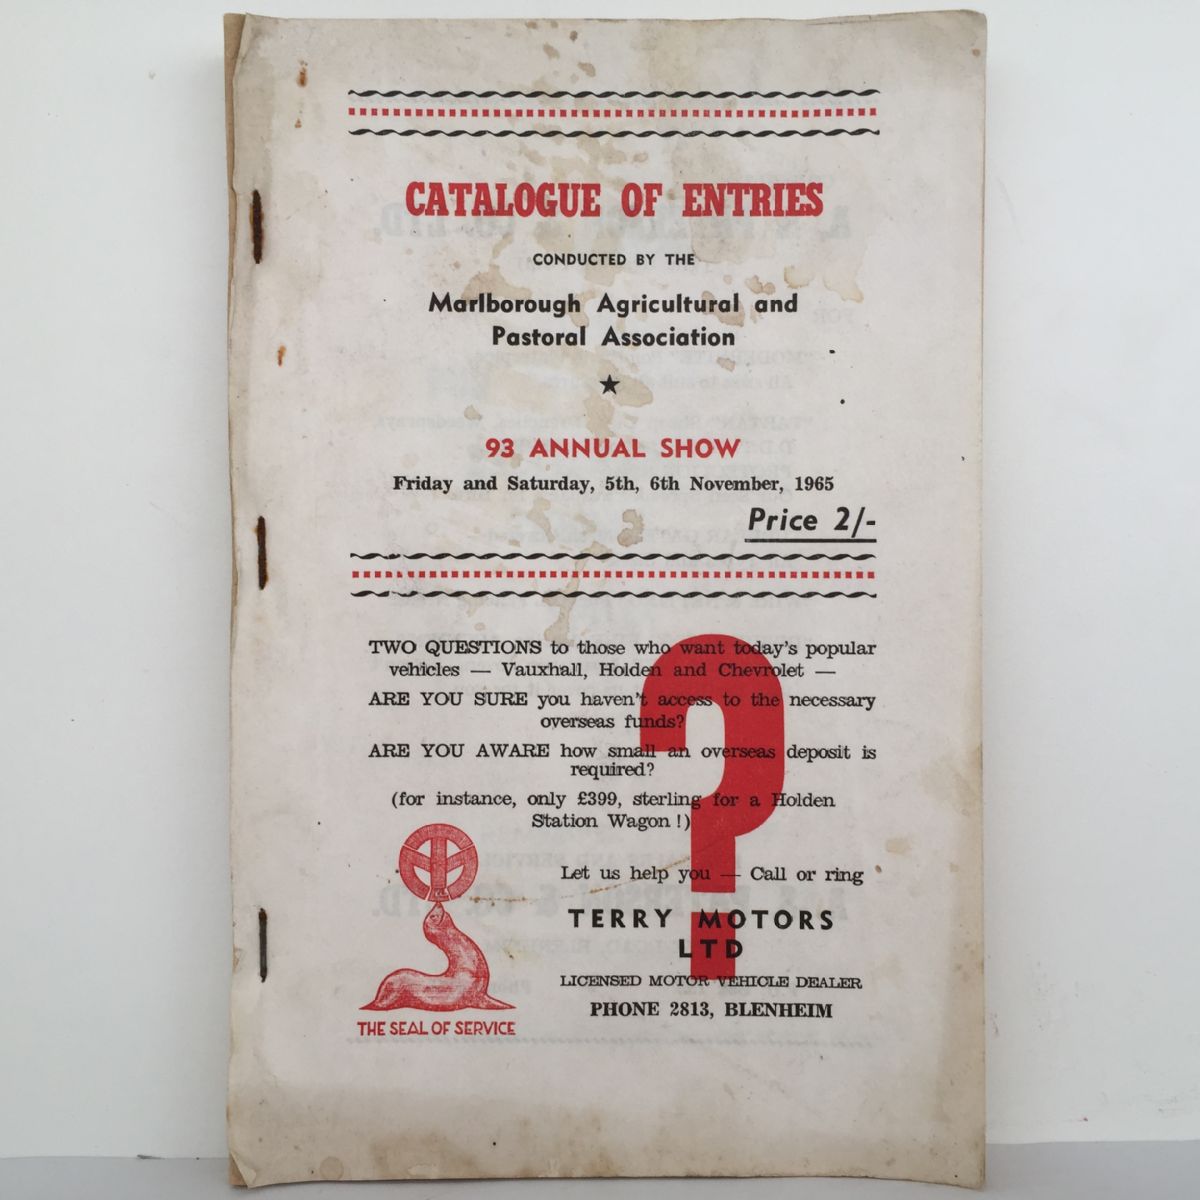 CATALOGUE OF ENTRIES
CONDUCTED BY THE
Marlborough Agricultural and
Pastoral Association
★
93 ANNUAL SHOW
Friday and Saturday, 5th, 6th November, 1965
Price 2/-
TWO QUESTIONS to those who want today's popular
vehicles — Vauxhall, Holden and Chevrolet —
ARE YOU SURE you haven't access to the necessary
overseas funds?
ARE YOU AWARE how small an overseas deposit is
required?
(for instance, only £399, sterling for a Holden
Station Wagon!)
?
Let us help you — Call or ring
TERRY MOTORS
LTD
LICENSED MOTOR VEHICLE DEALER
PHONE 2813, BLENHEIM
THE SEAL OF SERVICE